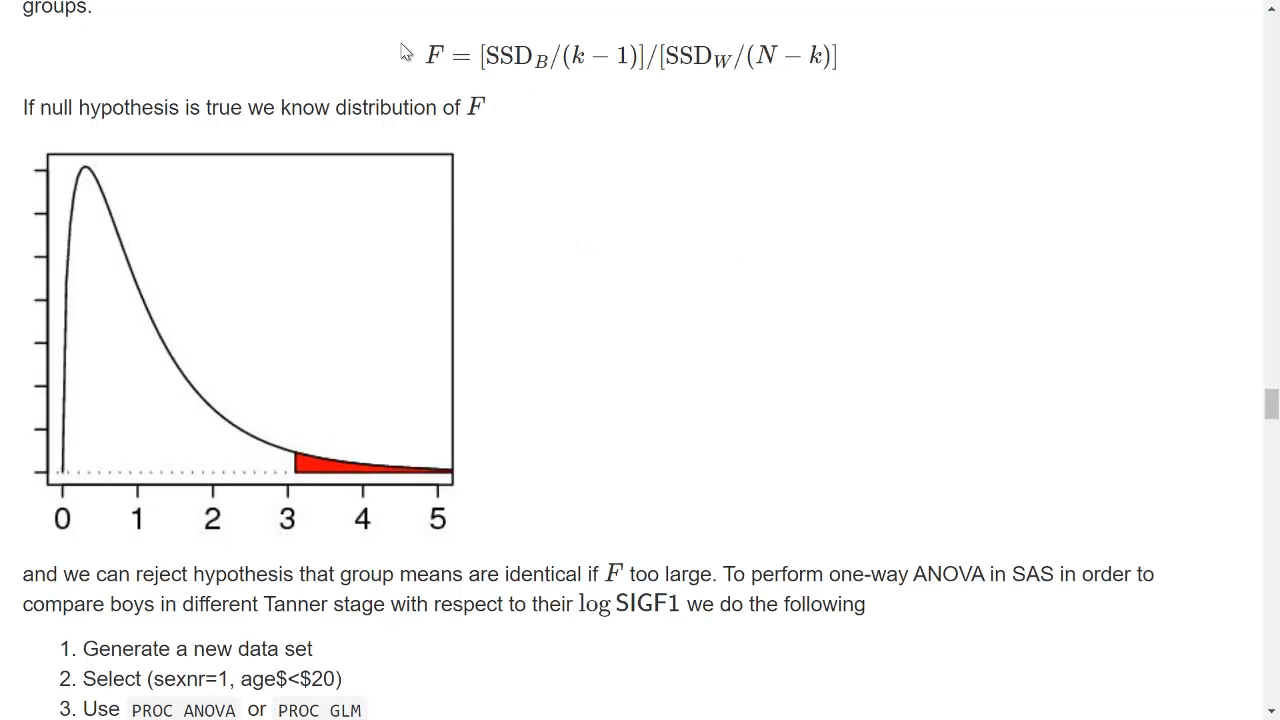 groups.
F = [SSD_B/(k − 1)]/[SSD_W/(N − k)]
If null hypothesis is true we know distribution of F
0 1 2 3 4 5
and we can reject hypothesis that group means are identical if F too large. To perform one-way ANOVA in SAS in order to
compare boys in different Tanner stage with respect to their log SIGF1 we do the following
1. Generate a new data set
2. Select (sexnr=1, age$<$20)
3. Use PROC ANOVA or PROC GLM